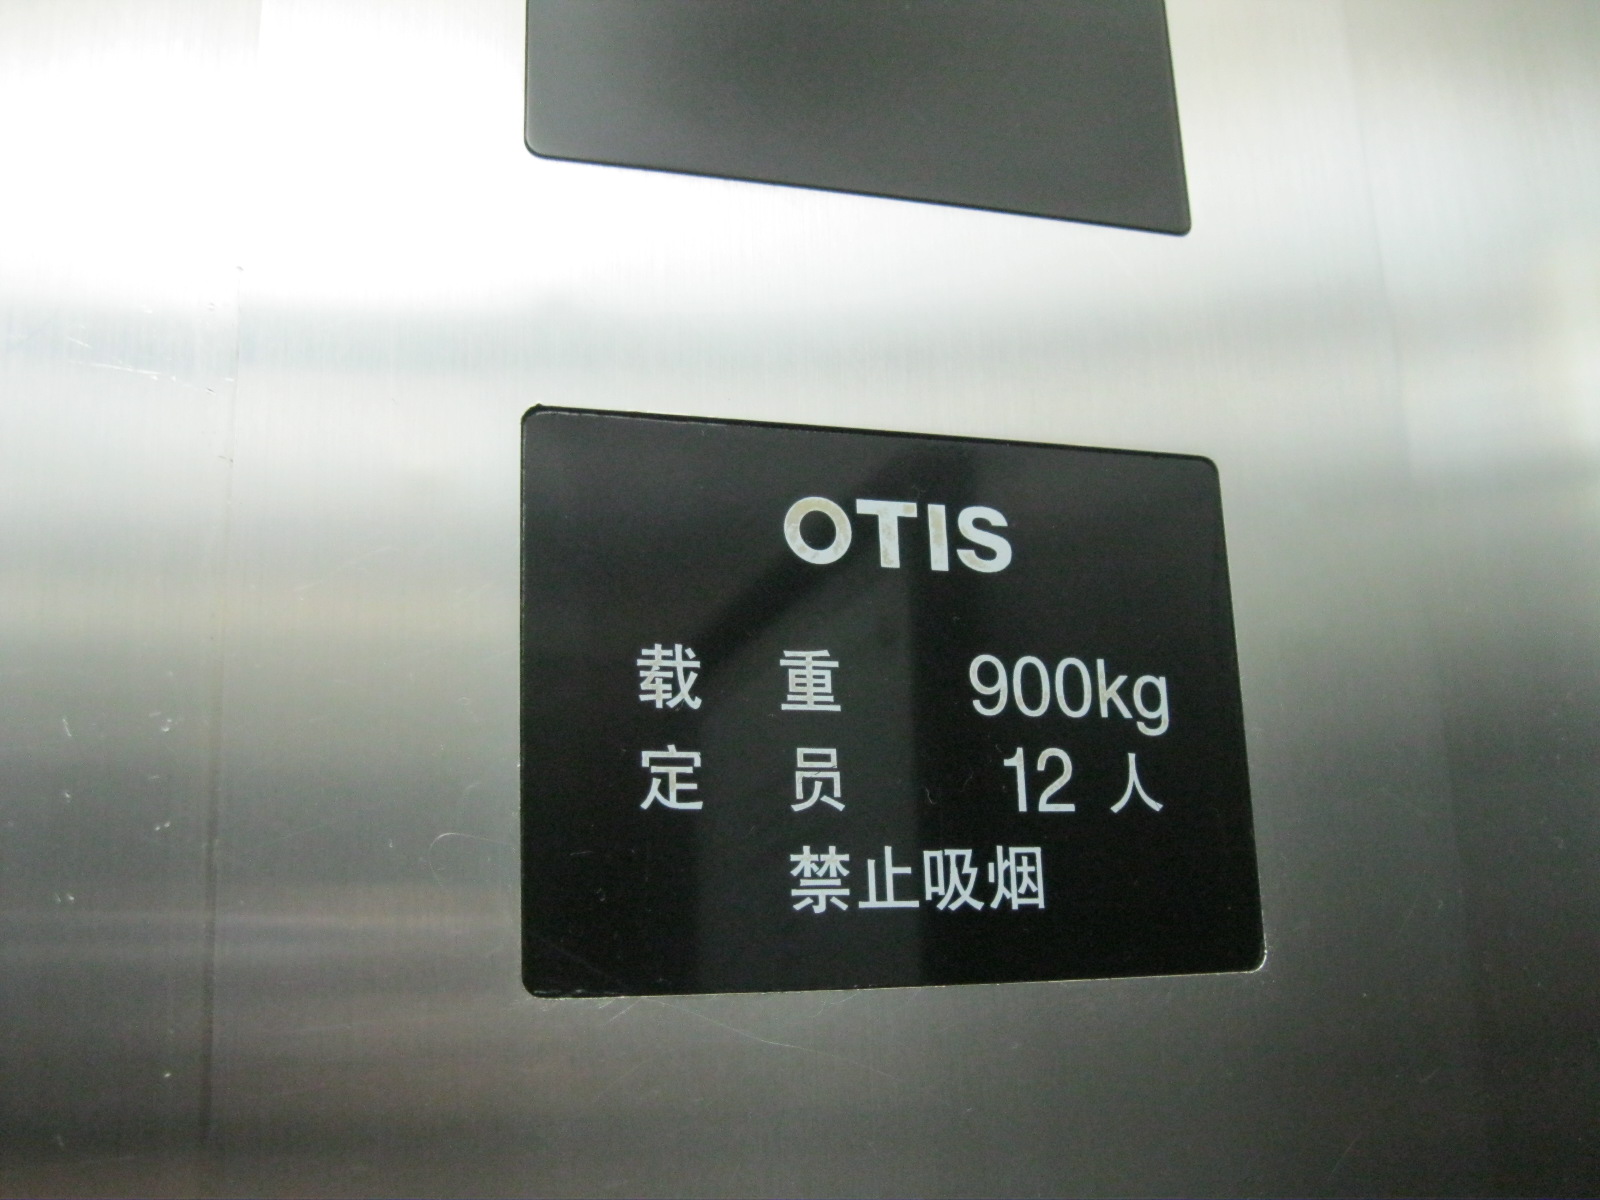 OTIS
载 重 900kg
定 员 12 人
禁止吸烟